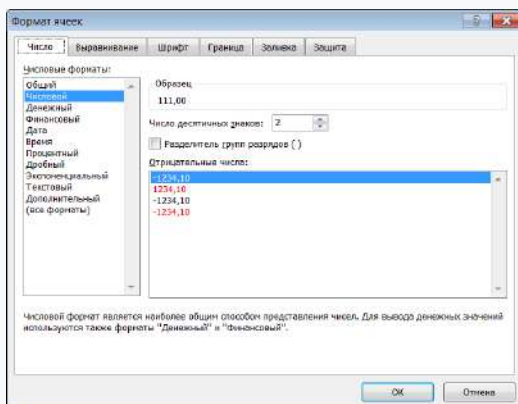 Формат ячеек
Число Выравнивание Шрифт Граница Заливка Защита
Числовые форматы:
Общий
Числовой
Денежный
Финансовый
Дата
Время
Процентный
Дробный
Экспоненциальный
Текстовый
Дополнительный
(все форматы)
Образец
111,00
Число десятичных знаков: 2
Разделитель групп разрядов ( )
Отрицательные числа:
-1234,10
1234,10
-1234,10
-1234,10
Числовой формат является наиболее общим способом представления чисел. Для вывода денежных значений
используются также форматы "Денежный" и "Финансовый".
ОК Отмена